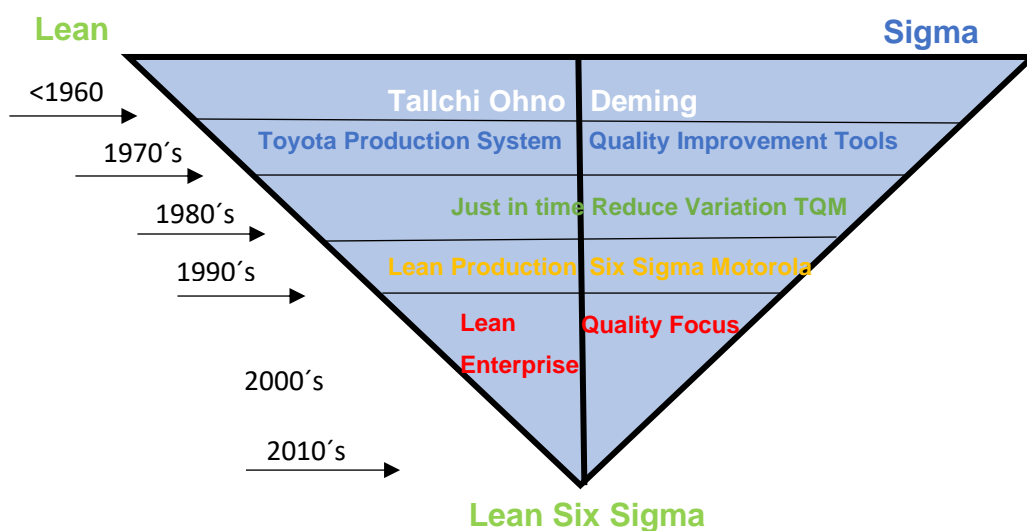 Lean
Sigma
<1960
Tallchi Ohno
Deming
Toyota Production System
Quality Improvement Tools
1970´s
Just in time
Reduce Variation TQM
1980´s
Lean Production
Six Sigma Motorola
1990´s
Lean
Enterprise
Quality Focus
2000´s
2010´s
Lean Six Sigma